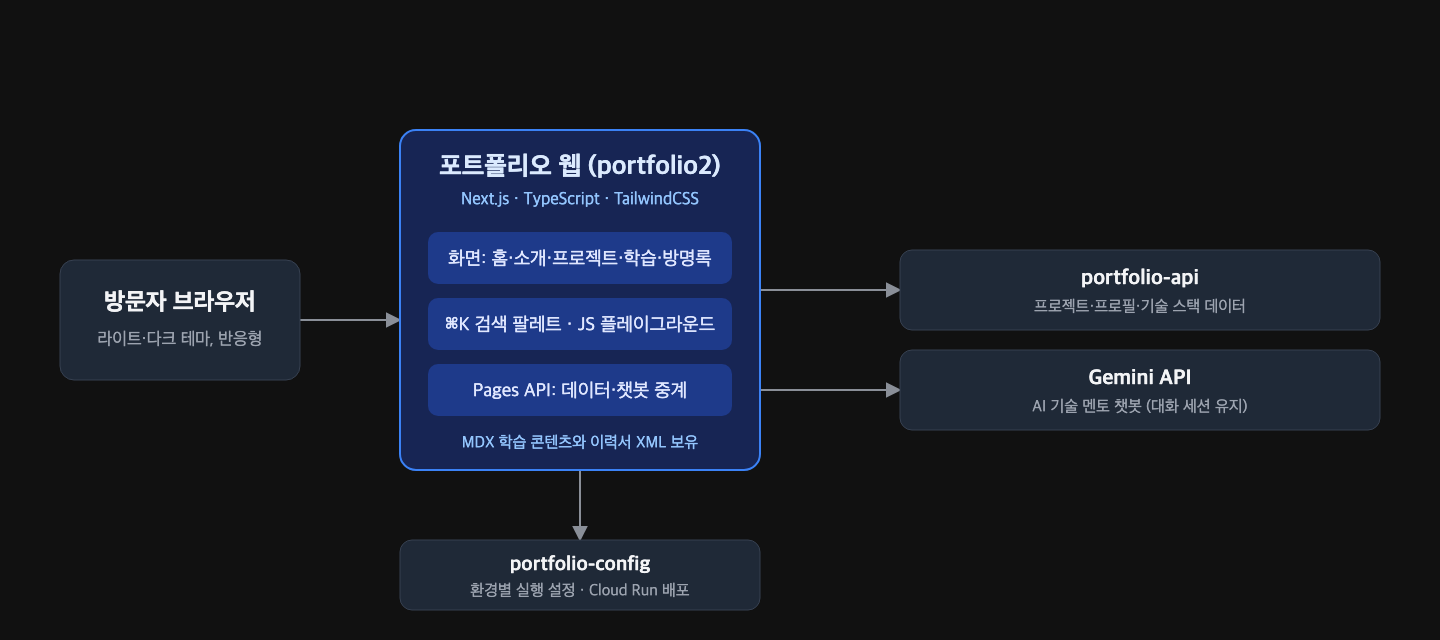 방문자 브라우저
라이트·다크 테마, 반응형
포트폴리오 웹 (portfolio2)
Next.js · TypeScript · TailwindCSS
화면: 홈·소개·프로젝트·학습·방명록
⌘K 검색 팔레트 · JS 플레이그라운드
Pages API: 데이터·챗봇 중계
MDX 학습 콘텐츠와 이력서 XML 보유
portfolio-api
프로젝트·프로필·기술 스택 데이터
Gemini API
AI 기술 멘토 챗봇 (대화 세션 유지)
portfolio-config
환경별 실행 설정 · Cloud Run 배포